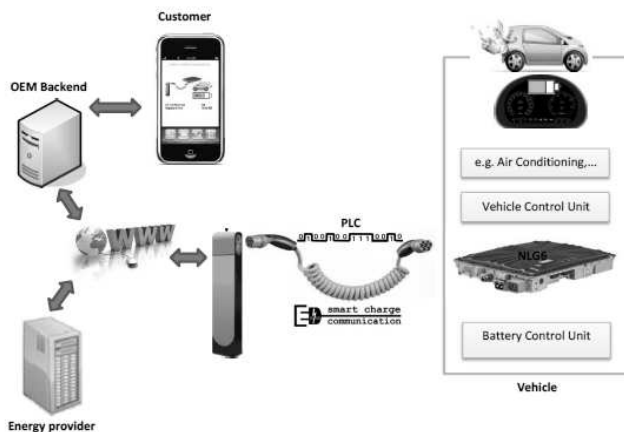 Customer
OEM Backend
WWW
PLC
smart charge
communication
e.g. Air Conditioning,...
Vehicle Control Unit
NLG6
Battery Control Unit
Vehicle
Energy provider